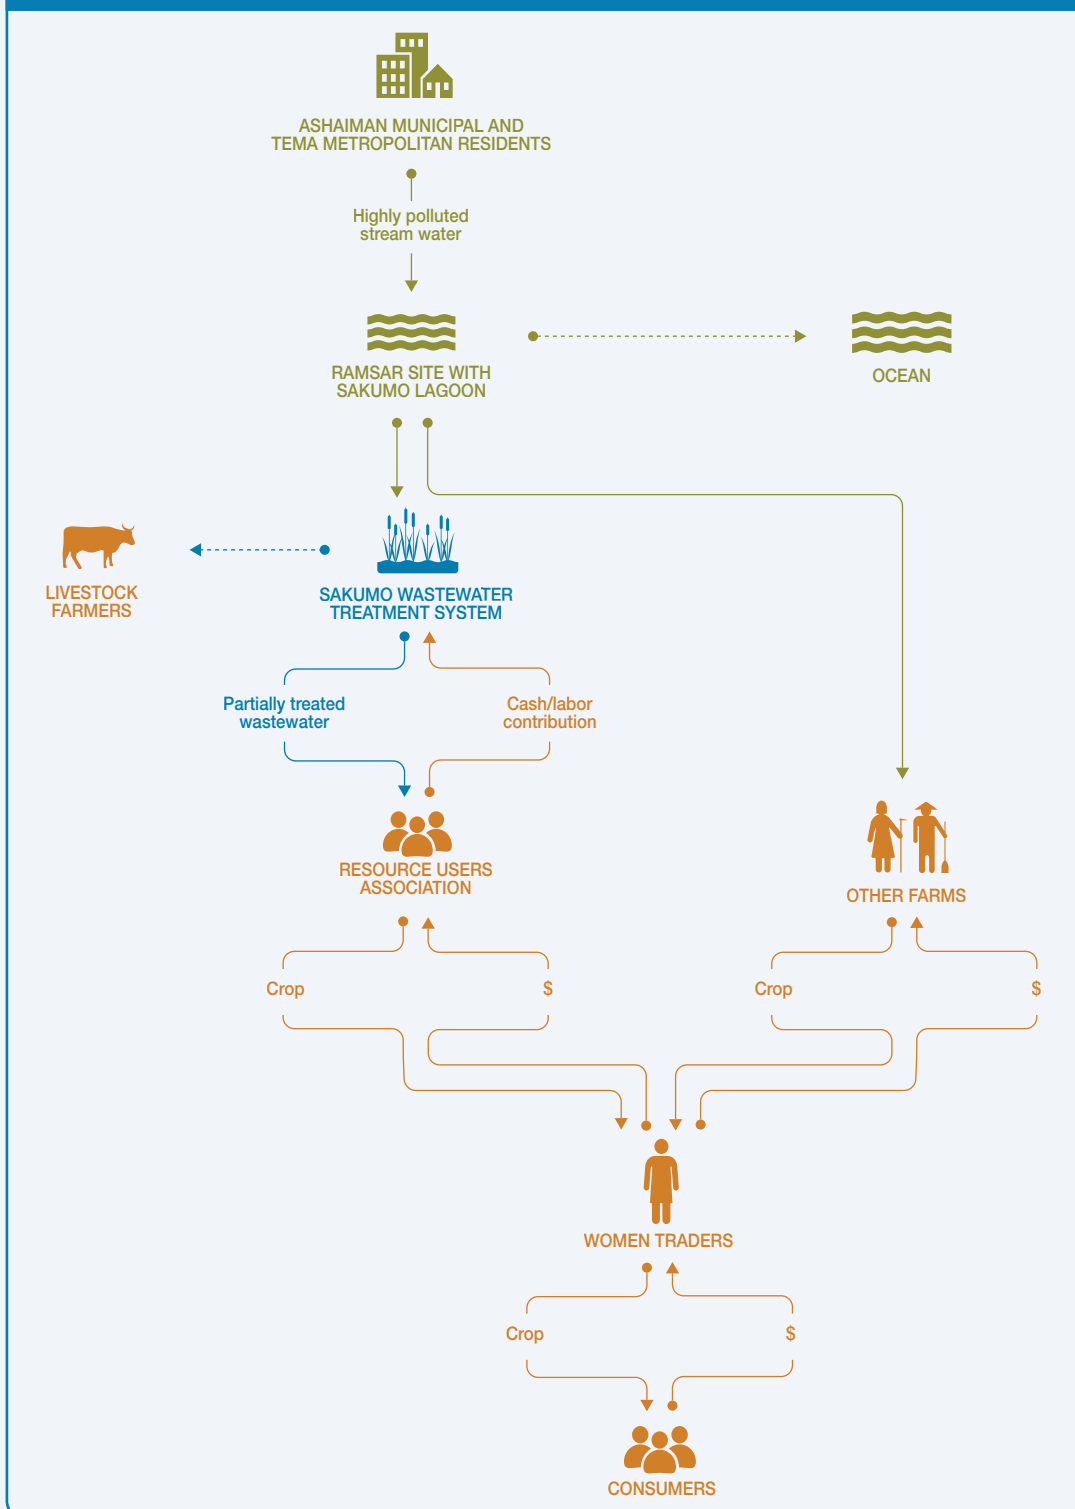 ASHAIMAN MUNICIPAL AND
TEMA METROPOLITAN RESIDENTS
Highly polluted
stream water
RAMSAR SITE WITH
SAKUMO LAGOON
OCEAN
LIVESTOCK
FARMERS
SAKUMO WASTEWATER
TREATMENT SYSTEM
Partially treated
wastewater
Cash/labor
contribution
RESOURCE USERS
ASSOCIATION
OTHER FARMS
Crop
$
Crop
$
WOMEN TRADERS
Crop
$
CONSUMERS